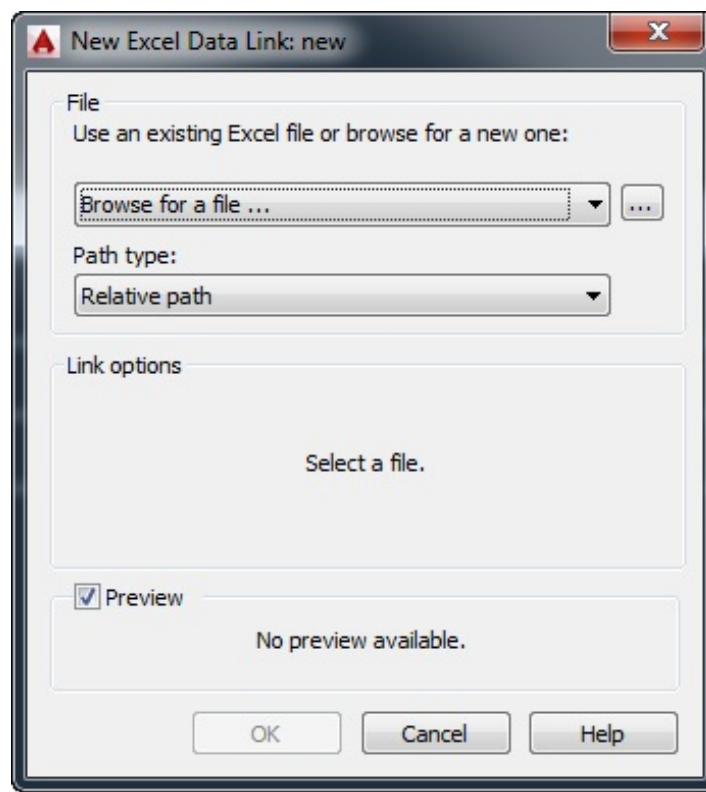 New Excel Data Link: new
File
Use an existing Excel file or browse for a new one:
Browse for a file ...
...
Path type:
Relative path
Link options
Select a file.
Preview
No preview available.
OK Cancel Help